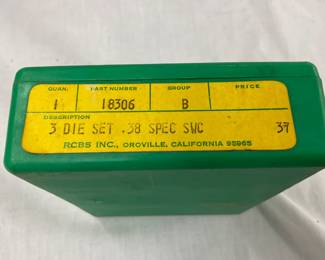 QUAN. PART NUMBER GROUP PRICE
1 18306 B
DESCRIPTION
3 DIE SET .38 SPEC SWC 37
RCBS INC., OROVILLE, CALIFORNIA 95965